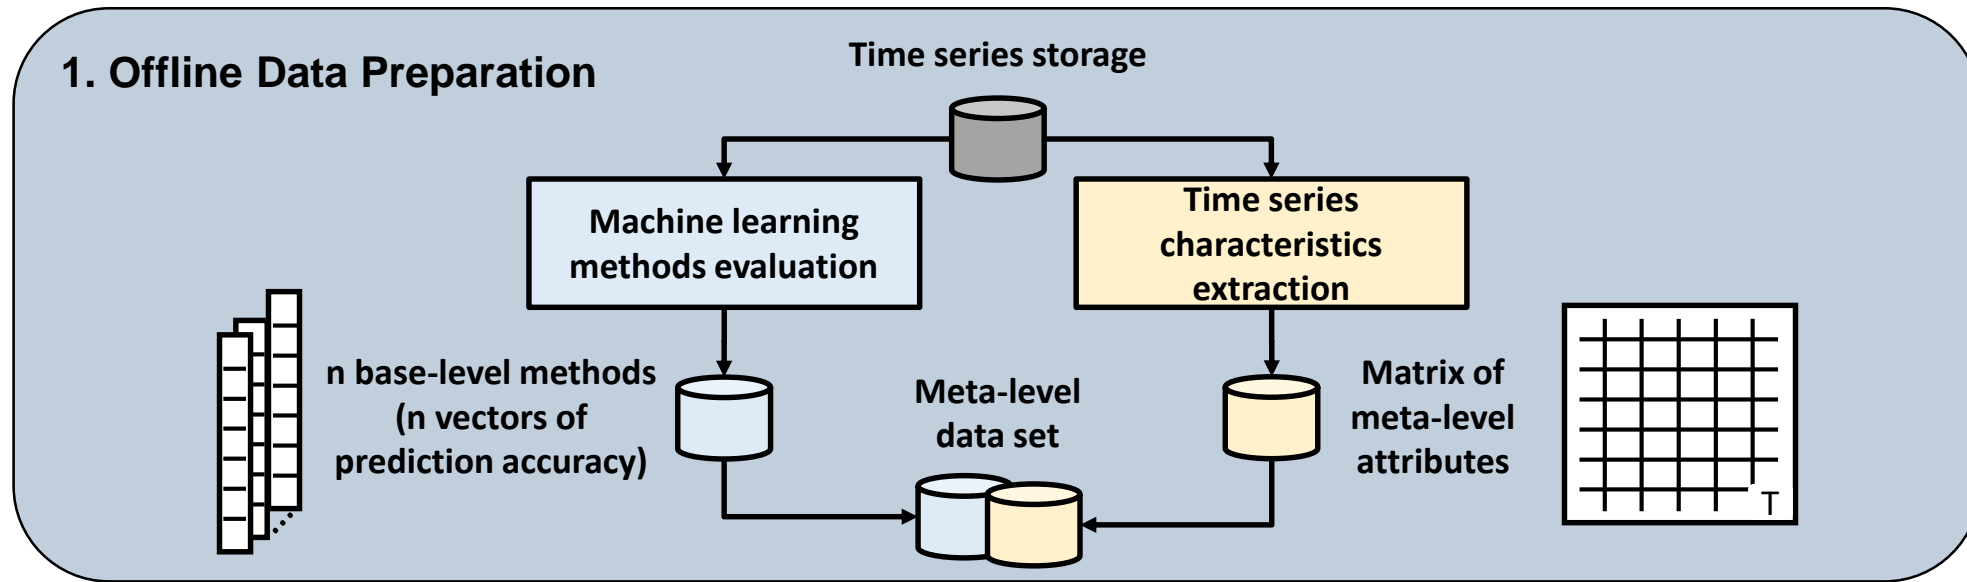 1. Offline Data Preparation
Time series storage
Machine learning
methods evaluation
Time series
characteristics
extraction
n base-level methods
(n vectors of
prediction accuracy)
Meta-level
data set
Matrix of
meta-level
attributes
T